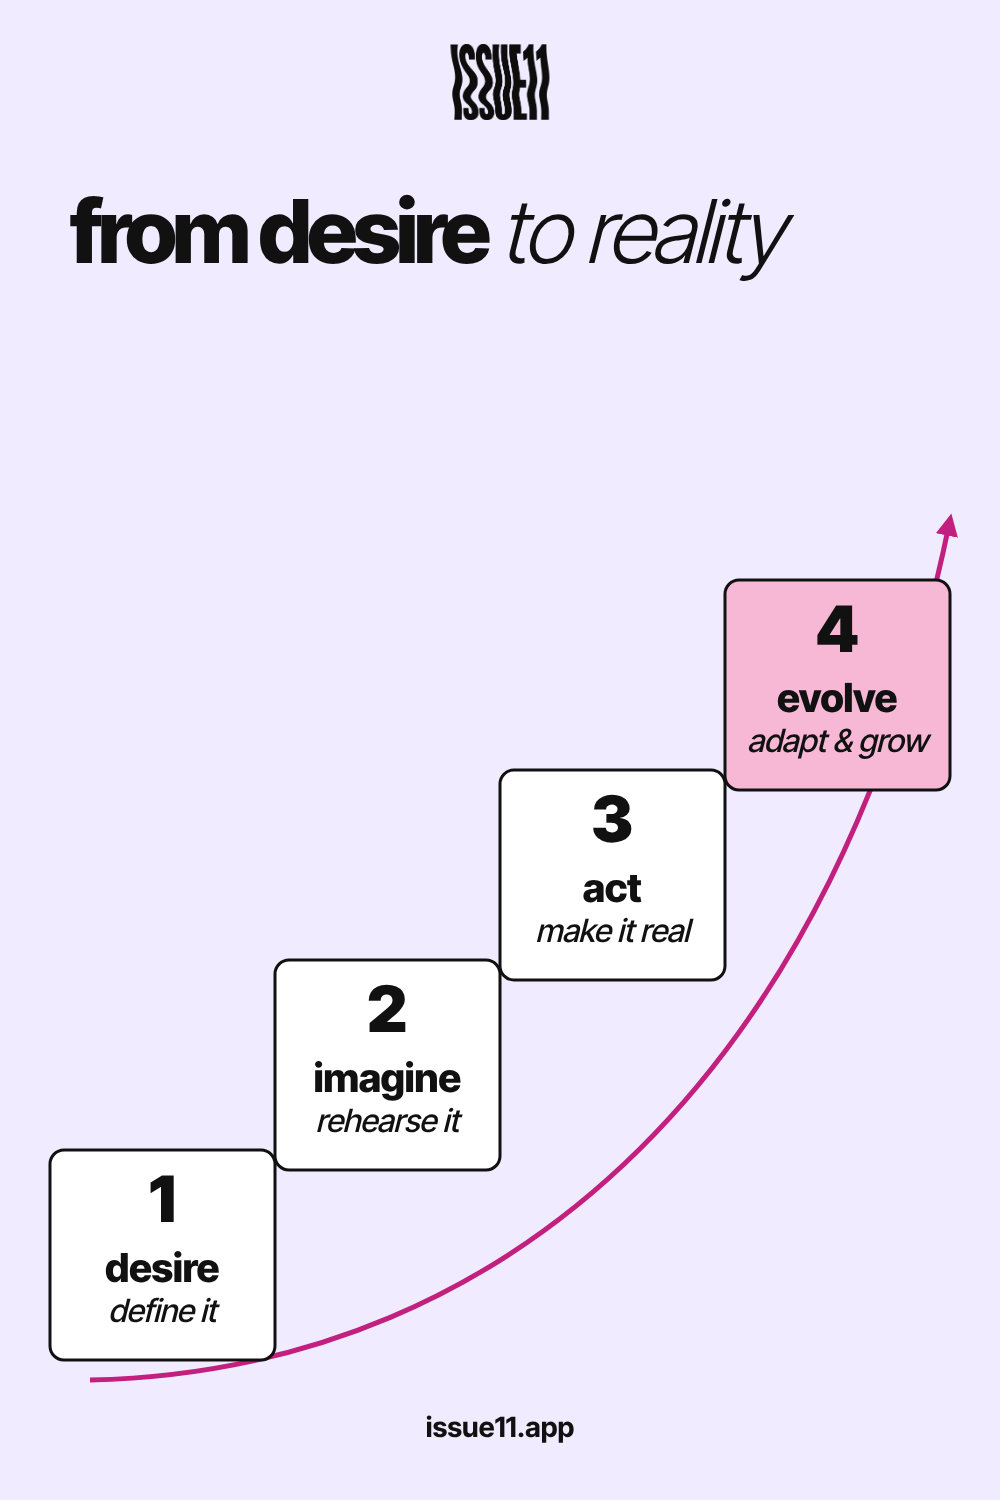 ISSUE11
from desire to reality
4
evolve
adapt & grow
3
act
make it real
2
imagine
rehearse it
1
desire
define it
issue11.app